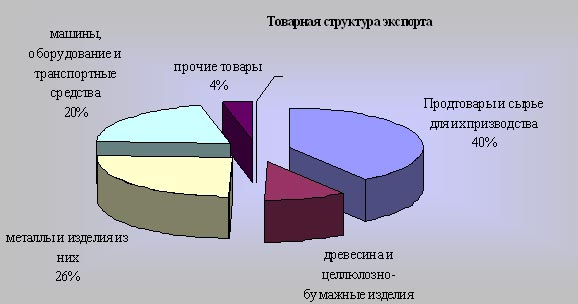 Товарная структура экспорта
машины,
оборудование и
транспортные
средства
20%
прочие товары
4%
Продтовары и сырье
для их призводства
40%
металлы и изделия из
них
26%
древесина и
целлюлозно-
бумажные изделия